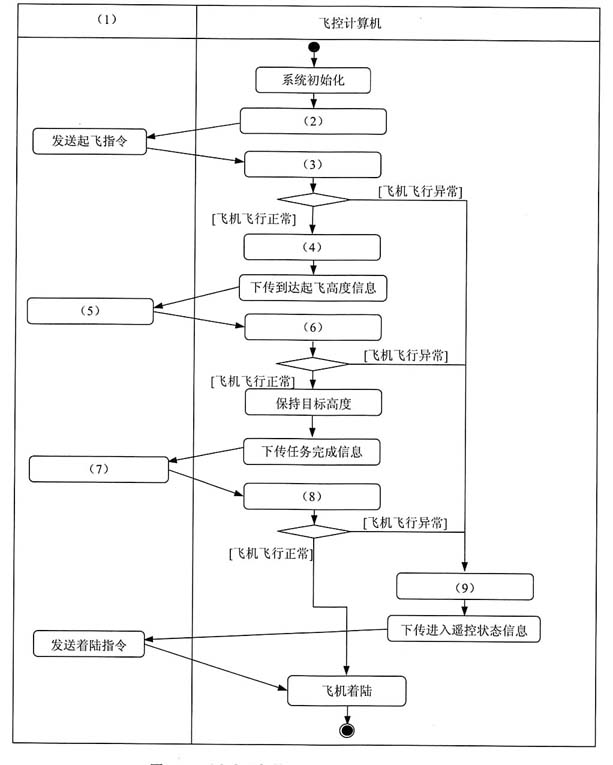 （1）
飞控计算机
系统初始化
（2）
发送起飞指令
（3）
[飞机飞行异常]
[飞机飞行正常]
（4）
下传到达起飞高度信息
（5）
（6）
[飞机飞行异常]
[飞机飞行正常]
保持目标高度
下传任务完成信息
（7）
（8）
[飞机飞行异常]
[飞机飞行正常]
（9）
下传进入遥控状态信息
发送着陆指令
飞机着陆